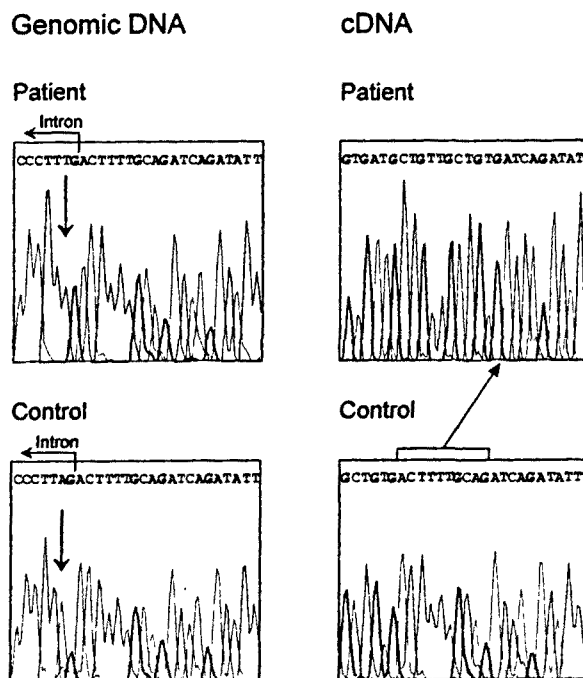 Genomic DNA
cDNA
Patient
Patient
Intron
CCCTTTGACTTTTGCAGATCAGATATT
GTGATGCTGTTGCTGTGATCAGATAT
Control
Control
Intron
CCCTTAGACTTTTGCAGATCAGATATT
GCTGTGACTTTTGCAGATCAGATATT